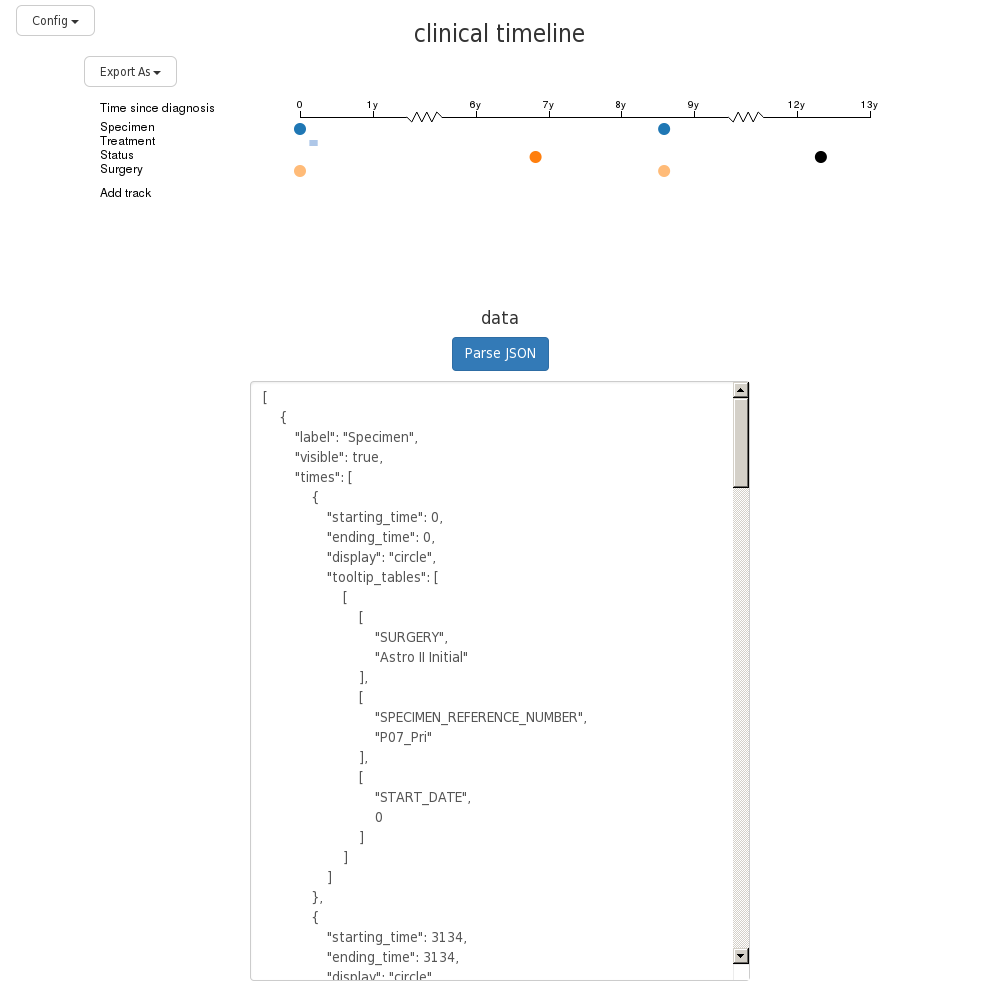 Config
clinical timeline
Export As
Time since diagnosis 0 1y 6y 7y 8y 9y 12y 13y
Specimen
Treatment
Status
Surgery
Add track
data
Parse JSON
[
{
"label": "Specimen",
"visible": true,
"times": [
{
"starting_time": 0,
"ending_time": 0,
"display": "circle",
"tooltip_tables": [
[
[
"SURGERY",
"Astro II Initial"
],
[
"SPECIMEN_REFERENCE_NUMBER",
"P07_Pri"
],
[
"START_DATE",
0
]
]
]
},
{
"starting_time": 3134,
"ending_time": 3134,
"display": "circle"